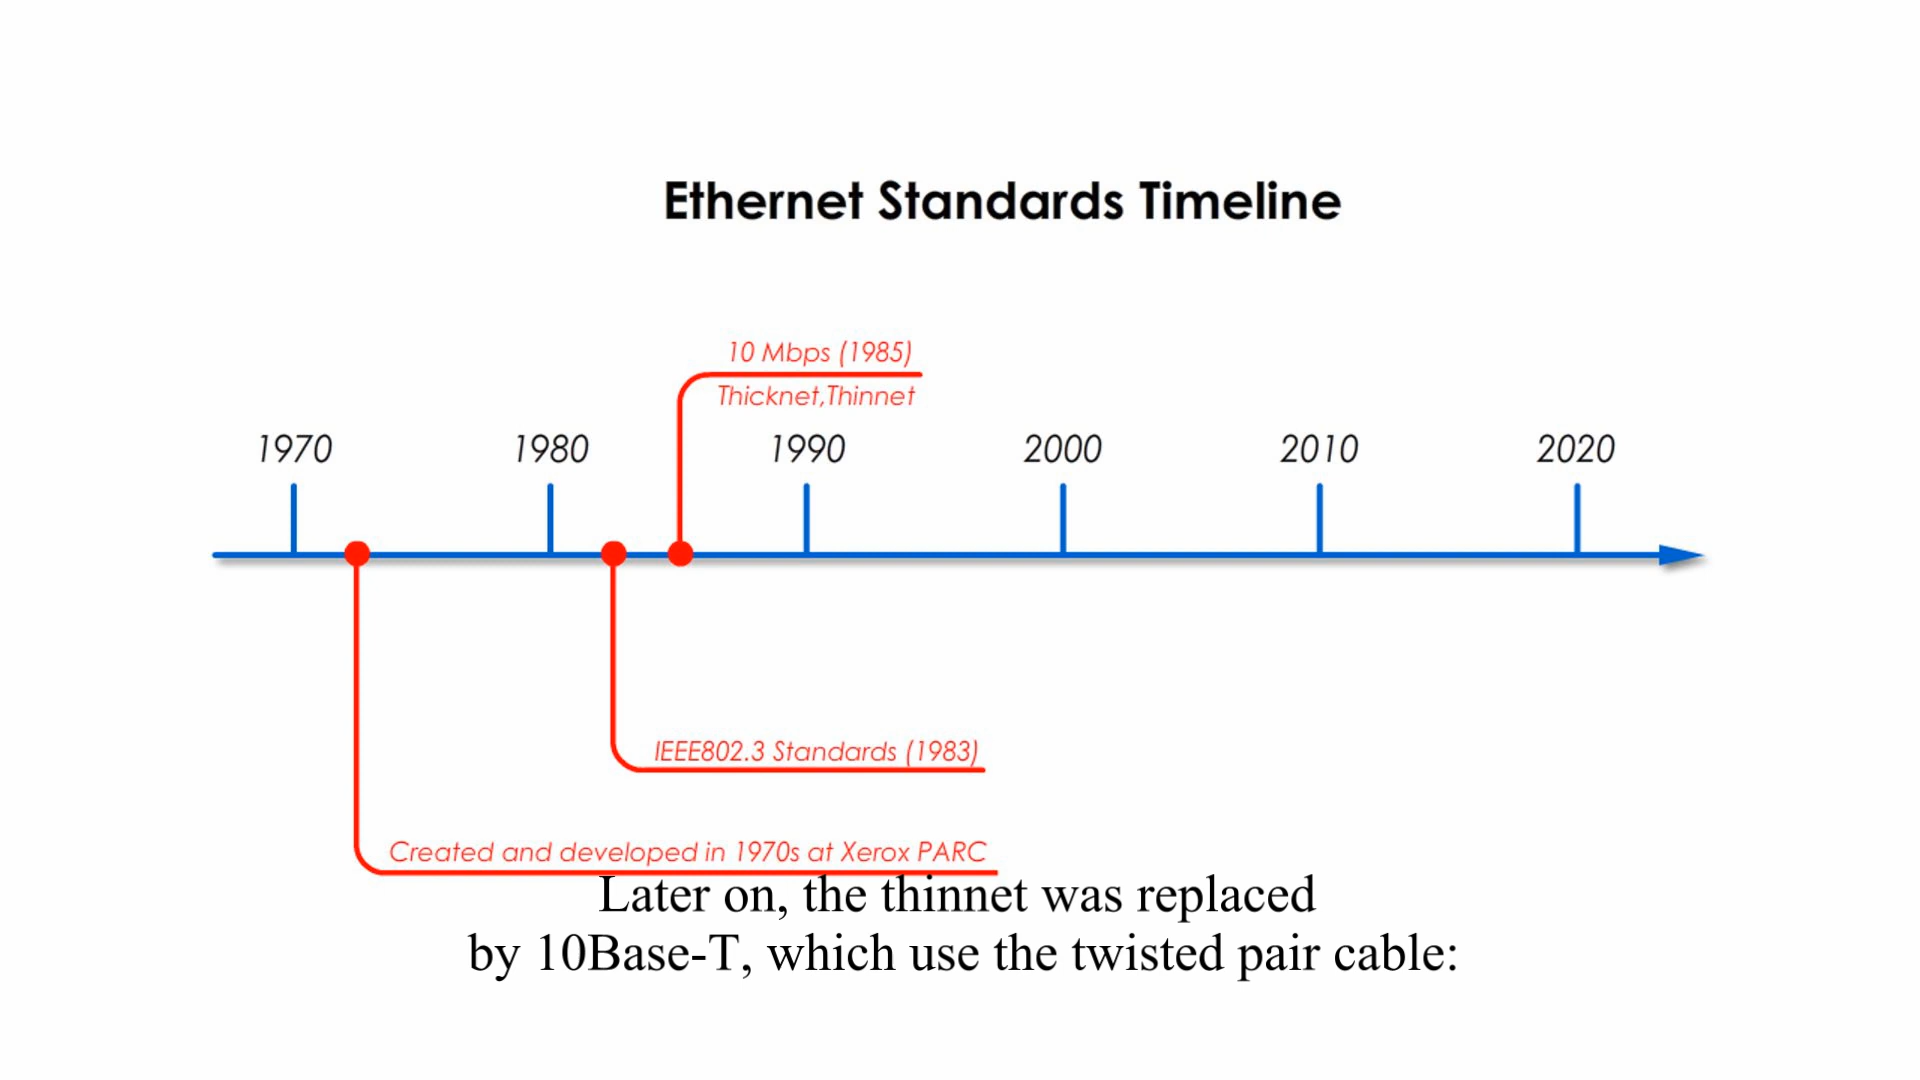 Ethernet Standards Timeline
10 Mbps (1985)
Thicknet,Thinnet
1970
1980
1990
2000
2010
2020
IEEE802.3 Standards (1983)
Created and developed in 1970s at Xerox PARC
Later on, the thinnet was replaced
by 10Base-T, which use the twisted pair cable: